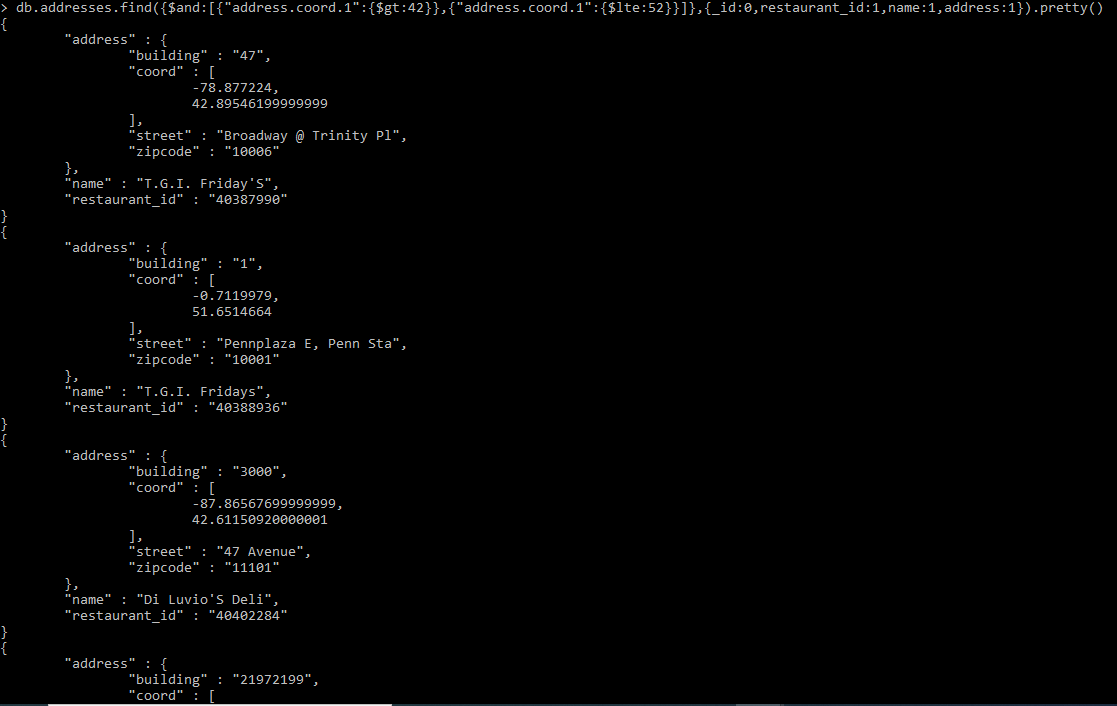 > db.addresses.find({$and:[{"address.coord.1":{$gt:42}},{"address.coord.1":{$lte:52}}]},{_id:0,restaurant_id:1,name:1,address:1}).pretty()
{
        "address" : {
                "building" : "47",
                "coord" : [
                        -78.877224,
                        42.89546199999999
                ],
                "street" : "Broadway @ Trinity Pl",
                "zipcode" : "10006"
        },
        "name" : "T.G.I. Friday'S",
        "restaurant_id" : "40387990"
}
{
        "address" : {
                "building" : "1",
                "coord" : [
                        -0.7119979,
                        51.6514664
                ],
                "street" : "Pennplaza E, Penn Sta",
                "zipcode" : "10001"
        },
        "name" : "T.G.I. Fridays",
        "restaurant_id" : "40388936"
}
{
        "address" : {
                "building" : "3000",
                "coord" : [
                        -87.86567699999999,
                        42.61150920000001
                ],
                "street" : "47 Avenue",
                "zipcode" : "11101"
        },
        "name" : "Di Luvio'S Deli",
        "restaurant_id" : "40402284"
}
{
        "address" : {
                "building" : "21972199",
                "coord" : [